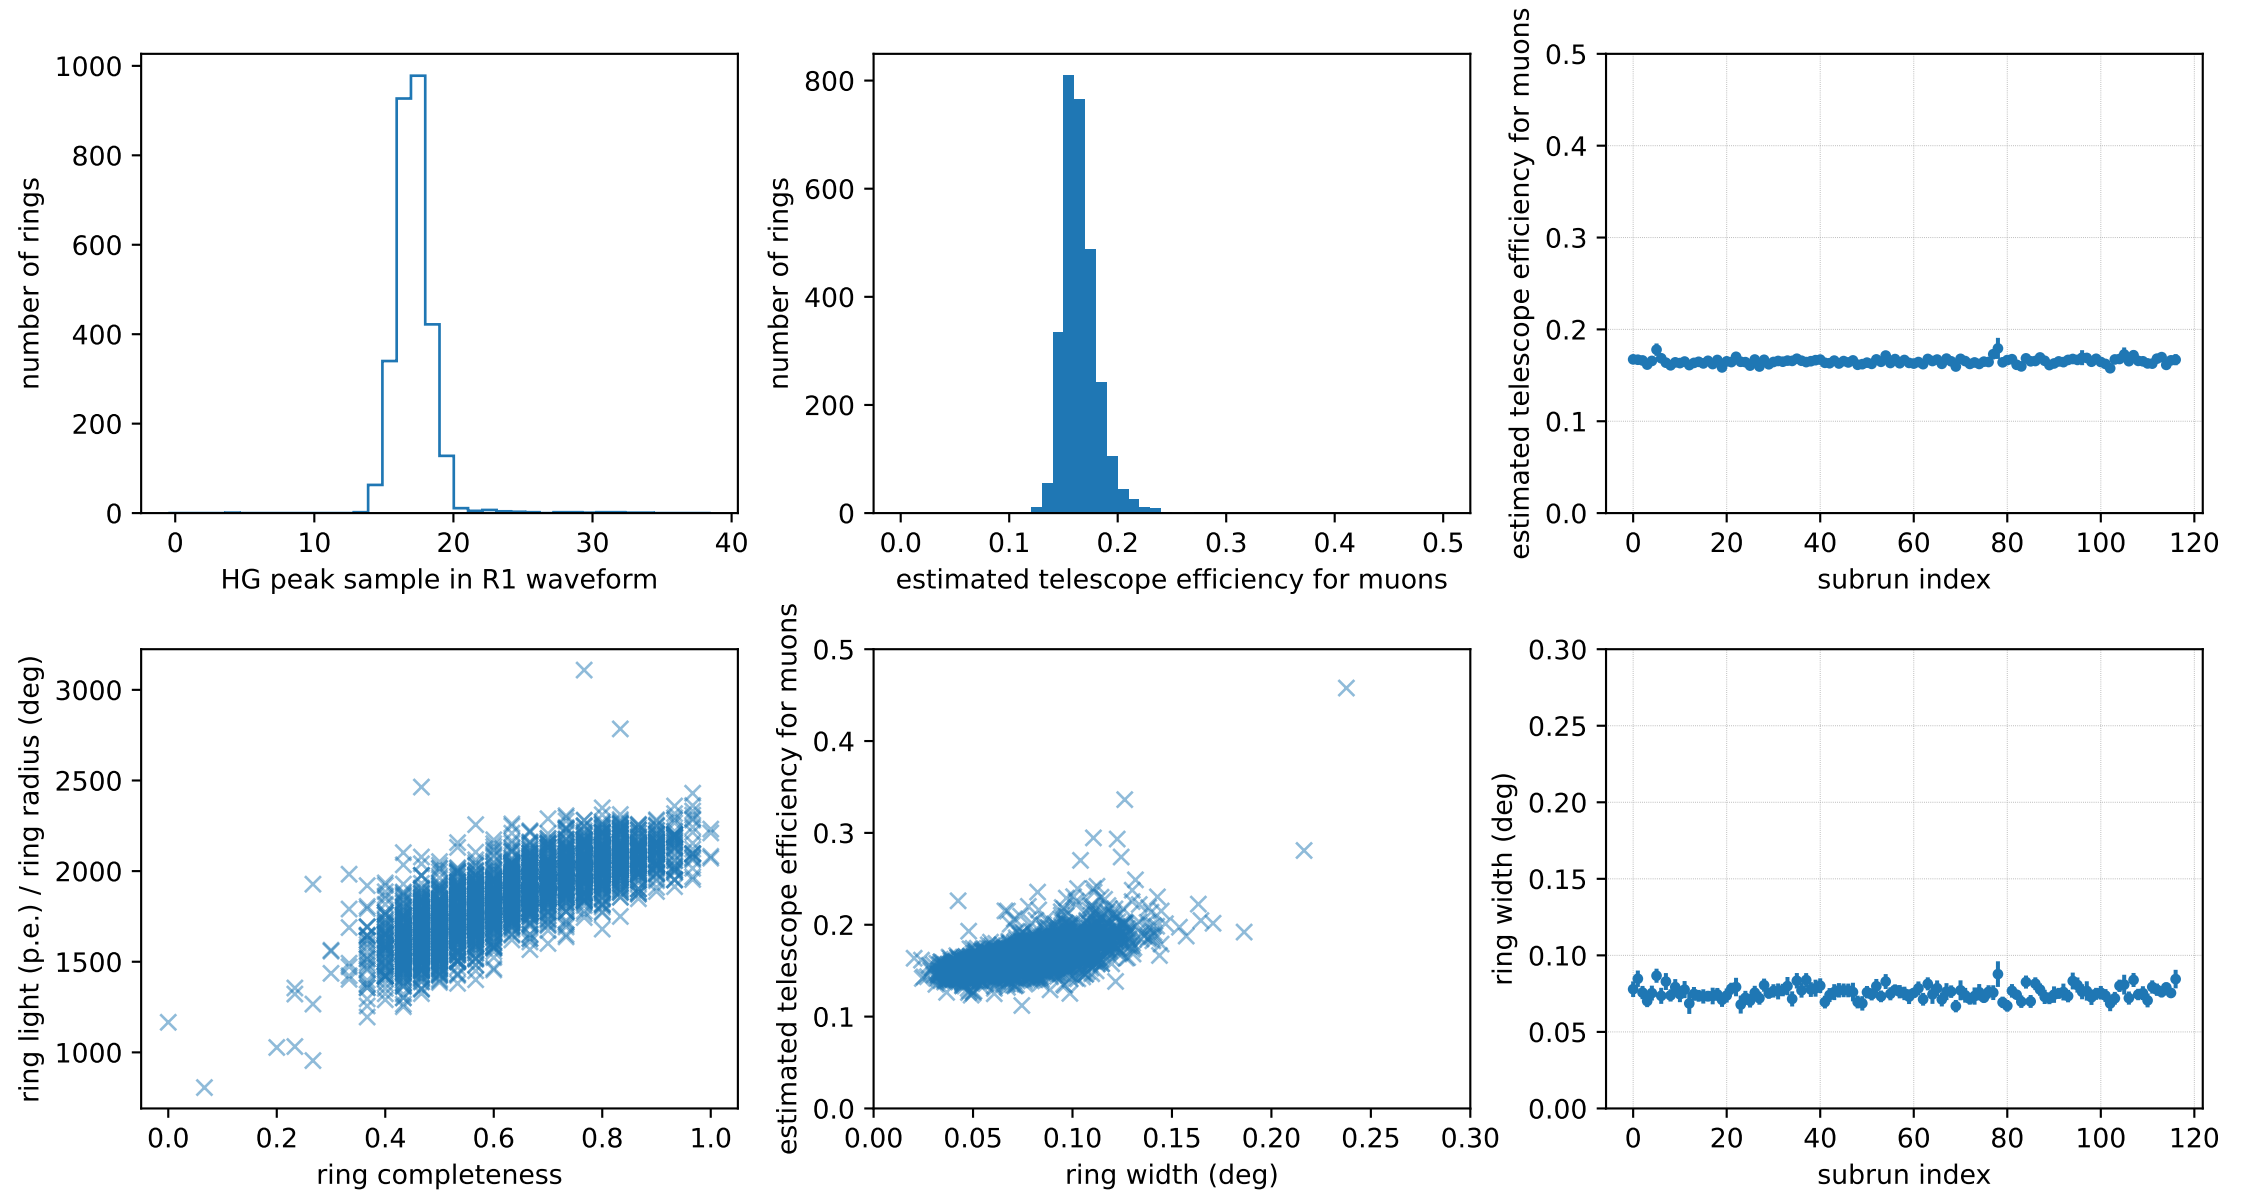 number of rings
1000
800
600
400
200
0
0 10 20 30 40
HG peak sample in R1 waveform
number of rings
800
600
400
200
0
0.0 0.1 0.2 0.3 0.4 0.5
estimated telescope efficiency for muons
estimated telescope efficiency for muons
0.5
0.4
0.3
0.2
0.1
0.0
0 20 40 60 80 100 120
subrun index
ring light (p.e.) / ring radius (deg)
3000
2500
2000
1500
1000
0.0 0.2 0.4 0.6 0.8 1.0
ring completeness
estimated telescope efficiency for muons
0.5
0.4
0.3
0.2
0.1
0.0
0.00 0.05 0.10 0.15 0.20 0.25 0.30
ring width (deg)
ring width (deg)
0.30
0.25
0.20
0.15
0.10
0.05
0.00
0 20 40 60 80 100 120
subrun index